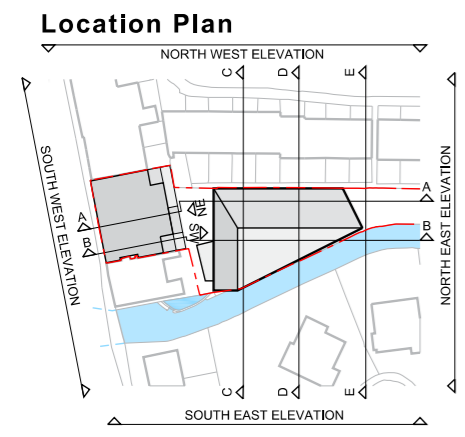 Location Plan
NORTH WEST ELEVATION
C
D
E
SOUTH WEST ELEVATION
NORTH EAST ELEVATION
A
B
NE
SW
A
B
C
D
E
SOUTH EAST ELEVATION